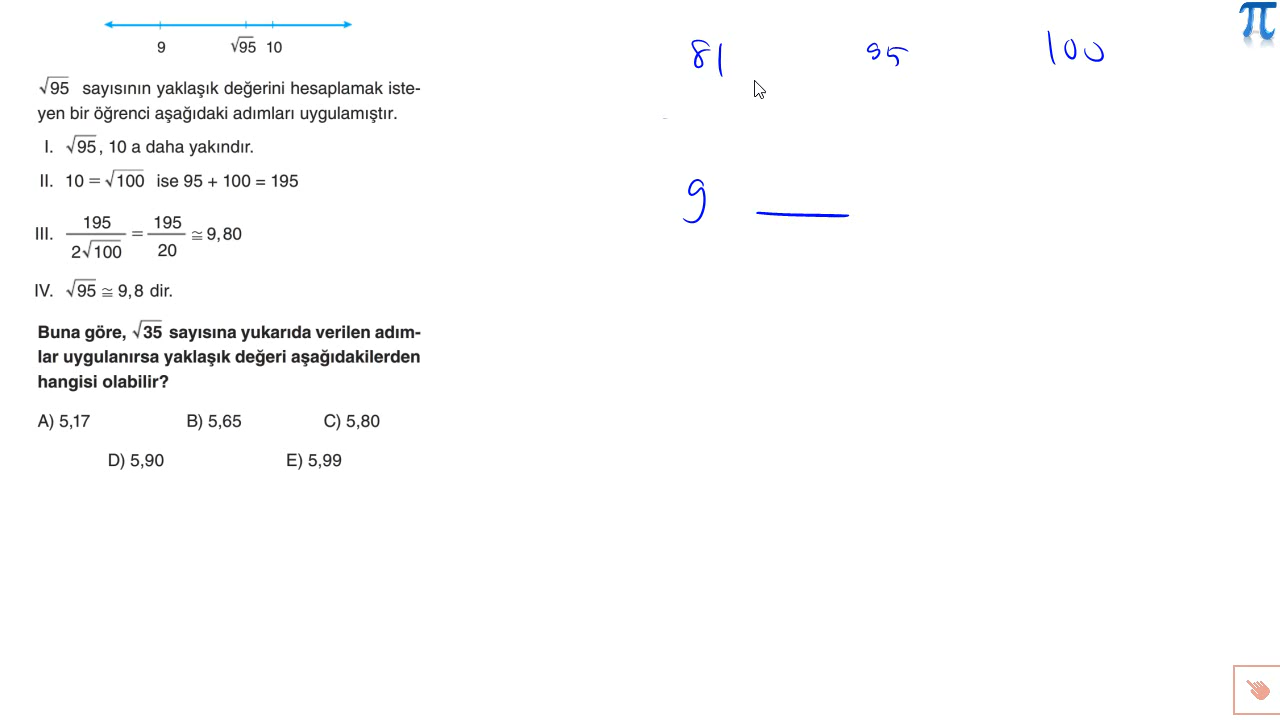 9 √95 10
√95 sayısının yaklaşık değerini hesaplamak iste-
yen bir öğrenci aşağıdaki adımları uygulamıştır.
I. √95, 10 a daha yakındır.
II. 10 = √100 ise 95 + 100 = 195
III. 195/2√100 = 195/20 ≅ 9,80
IV. √95 ≅ 9,8 dir.
Buna göre, √35 sayısına yukarıda verilen adım-
lar uygulanırsa yaklaşık değeri aşağıdakilerden
hangisi olabilir?
A) 5,17 B) 5,65 C) 5,80
D) 5,90 E) 5,99
81 95 100
9
π